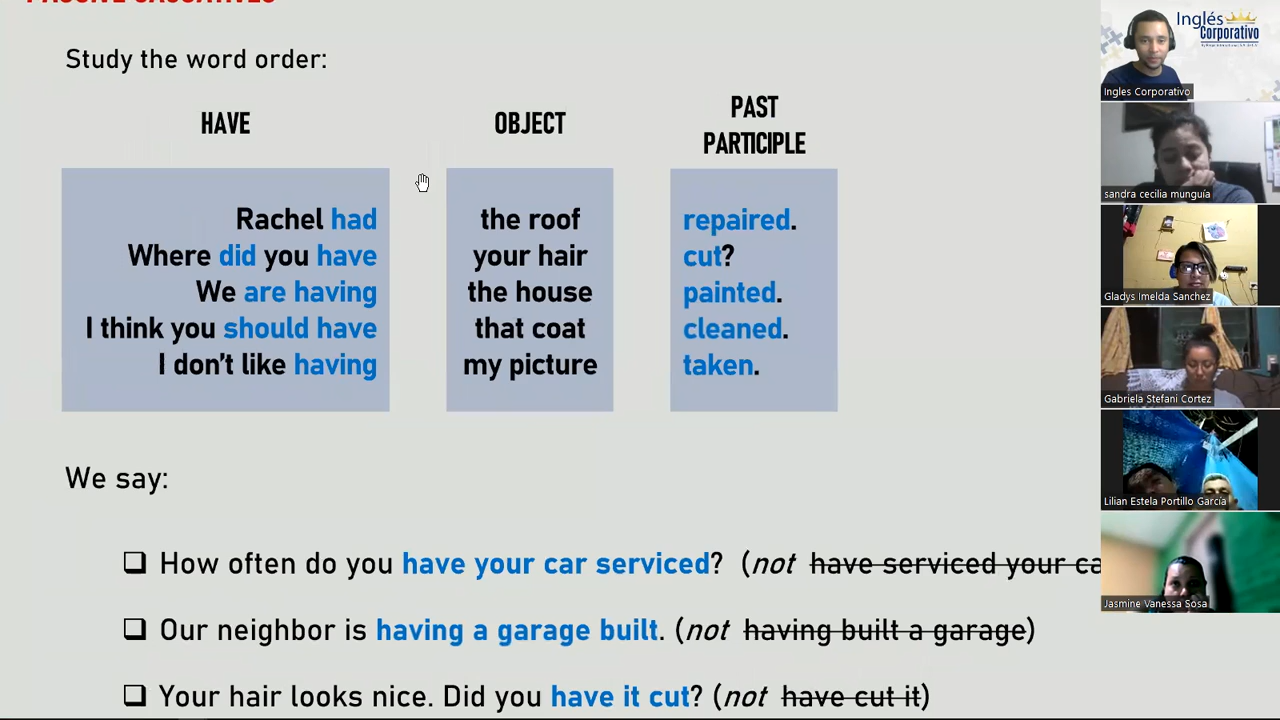 PASSIVE CAUSATIVES
Study the word order:
HAVE
OBJECT
PAST
PARTICIPLE
Rachel had the roof repaired.
Where did you have your hair cut?
We are having the house painted.
I think you should have that coat cleaned.
I don't like having my picture taken.
We say:
How often do you have your car serviced? (not have serviced your ca
Our neighbor is having a garage built. (not having built a garage)
Your hair looks nice. Did you have it cut? (not have cut it)
Inglés
Corporativo
Ingles Corporativo
sandra cecilia munguía
Gladys Imelda Sanchez
Gabriela Stefani Cortez
Lilian Estela Portillo García
Jasmine Vanessa Sosa